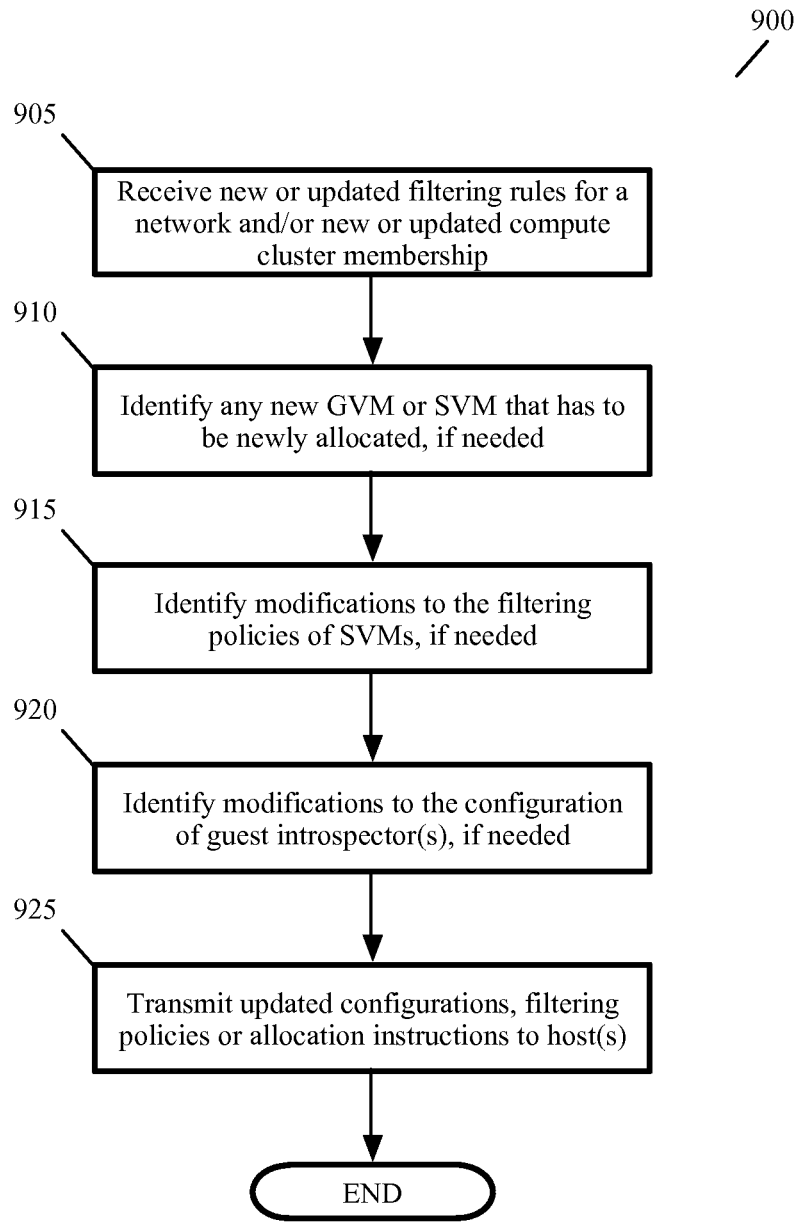 900
905
Receive new or updated filtering rules for a
network and/or new or updated compute
cluster membership
910
Identify any new GVM or SVM that has to
be newly allocated, if needed
915
Identify modifications to the filtering
policies of SVMs, if needed
920
Identify modifications to the configuration
of guest introspector(s), if needed
925
Transmit updated configurations, filtering
policies or allocation instructions to host(s)
END